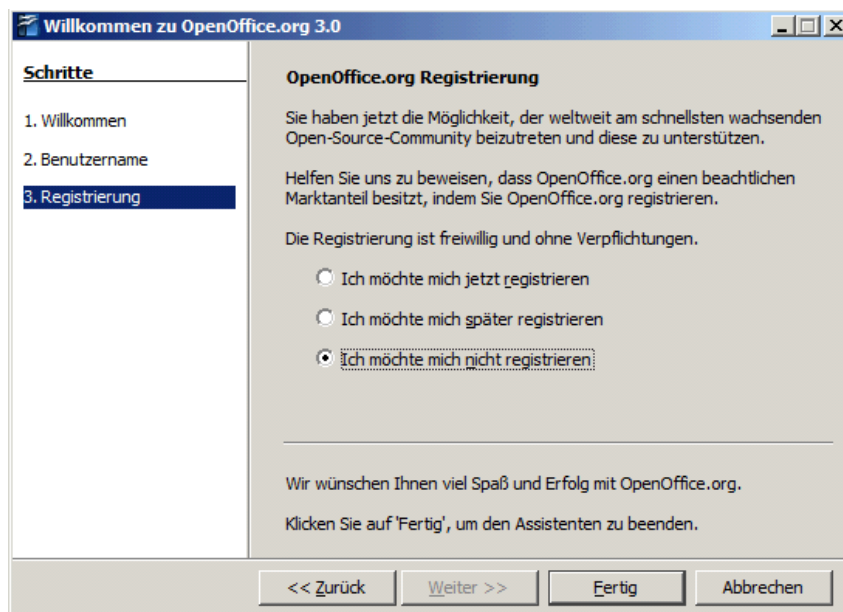 Willkommen zu OpenOffice.org 3.0
Schritte
1. Willkommen
2. Benutzername
3. Registrierung
OpenOffice.org Registrierung
Sie haben jetzt die Möglichkeit, der weltweit am schnellsten wachsenden
Open-Source-Community beizutreten und diese zu unterstützen.
Helfen Sie uns zu beweisen, dass OpenOffice.org einen beachtlichen
Marktanteil besitzt, indem Sie OpenOffice.org registrieren.
Die Registrierung ist freiwillig und ohne Verpflichtungen.
Ich möchte mich jetzt registrieren
Ich möchte mich später registrieren
Ich möchte mich nicht registrieren
Wir wünschen Ihnen viel Spaß und Erfolg mit OpenOffice.org.
Klicken Sie auf 'Fertig', um den Assistenten zu beenden.
<< Zurück
Weiter >>
Fertig
Abbrechen